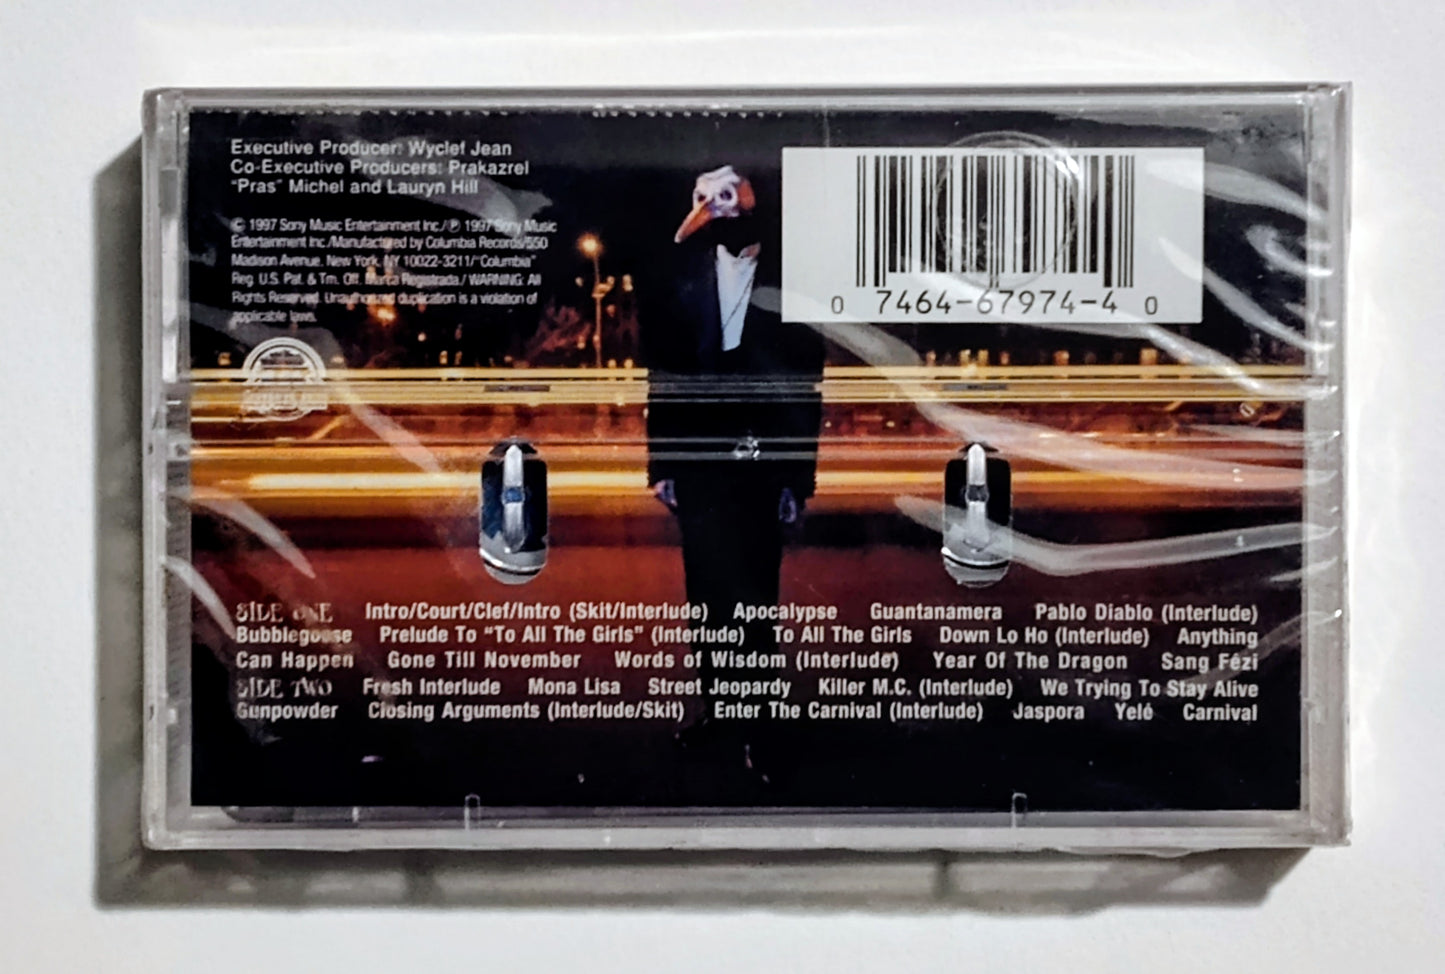 Executive Producer: Wyclef Jean
Co-Executive Producers: Prakazrel
"Pras" Michel and Lauryn Hill
© 1997 Sony Music Entertainment Inc./℗ 1997 Sony Music
Entertainment Inc./Manufactured by Columbia Records/550
Madison Avenue, New York, NY 10022-3211/"Columbia"
Reg. U.S. Pat. & Tm. Off. Marca Registrada./WARNING: All
Rights Reserved. Unauthorized duplication is a violation of
applicable laws.
0 7464-67974-4 0
SIDE ONE Intro/Court/Clef/Intro (Skit/Interlude) Apocalypse Guantanamera Pablo Diablo (Interlude)
Bubblegoose Prelude To "To All The Girls" (Interlude) To All The Girls Down Lo Ho (Interlude) Anything
Can Happen Gone Till November Words of Wisdom (Interlude) Year Of The Dragon Sang Fézi
SIDE TWO Fresh Interlude Mona Lisa Street Jeopardy Killer M.C. (Interlude) We Trying To Stay Alive
Gunpowder Closing Arguments (Interlude/Skit) Enter The Carnival (Interlude) Jaspora Yelé Carnival